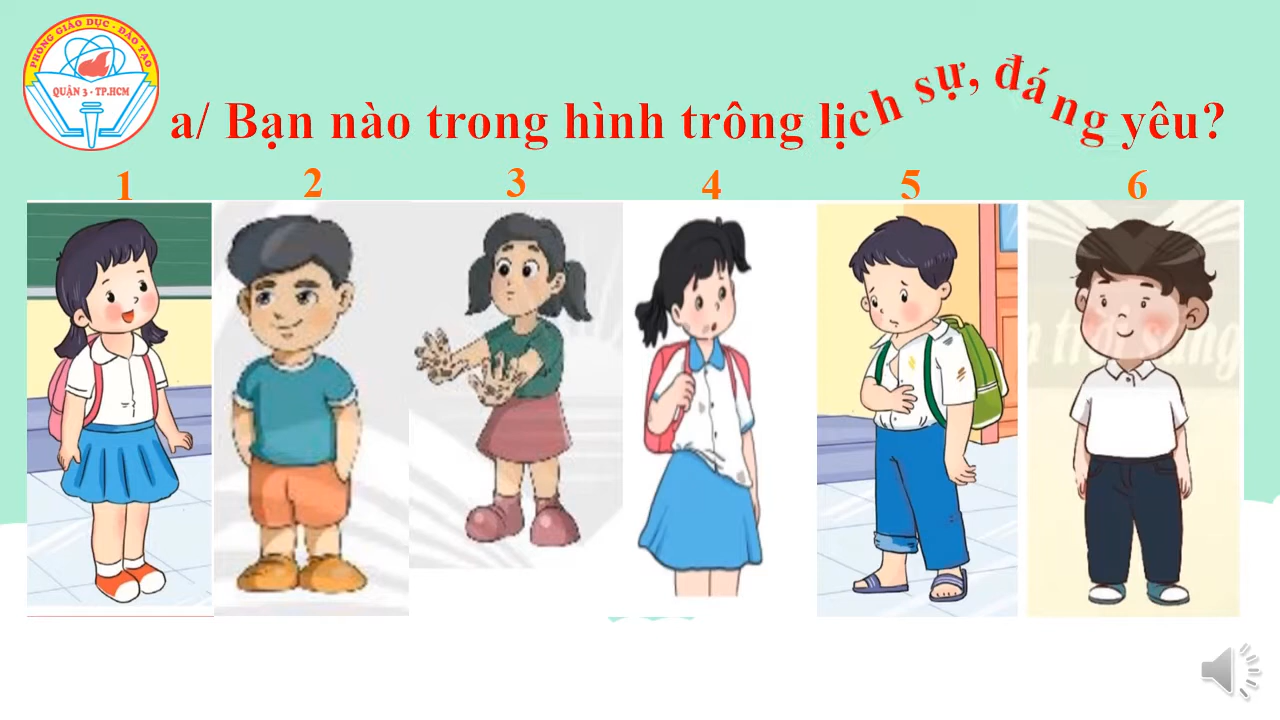 PHÒNG GIÁO DỤC - ĐÀO TẠO
QUẬN 3 - TP.HCM
a/ Bạn nào trong hình trông lịch sự, đáng yêu?
1 2 3 4 5 6